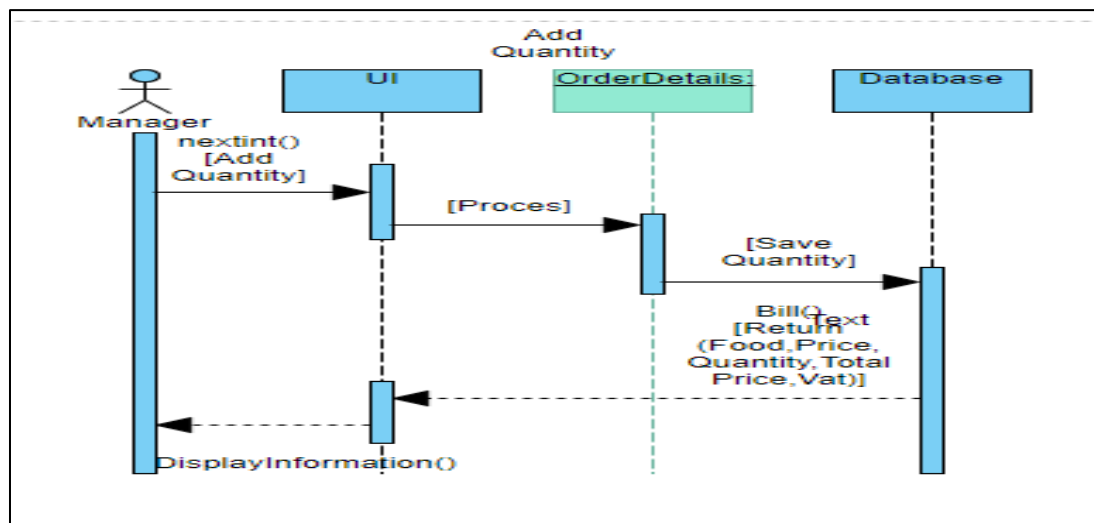 Add
Quantity
UI
OrderDetails:
Database
Manager
nextint()
[Add
Quantity]
[Proces]
[Save
Quantity]
Bill()
Text
[Return
(Food,Price,
Quantity,Total
Price,Vat)]
DisplayInformation()